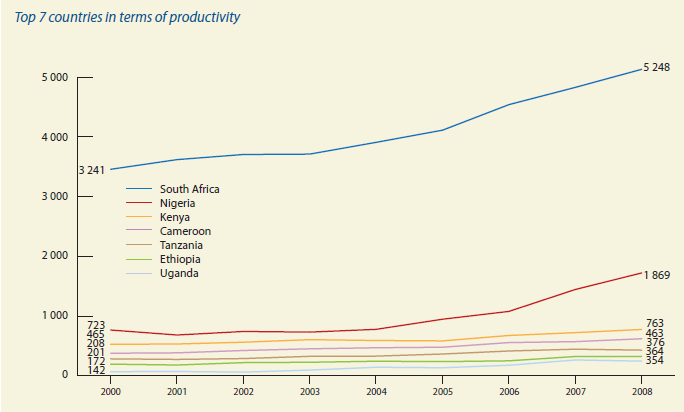 Top 7 countries in terms of productivity
5 248
5 000
4 000
3 241
3 000
South Africa
Nigeria
Kenya
Cameroon
Tanzania
Ethiopia
Uganda
2 000
1 869
1 000
723
465
208
201
172
142
763
463
376
364
354
0
2000 2001 2002 2003 2004 2005 2006 2007 2008